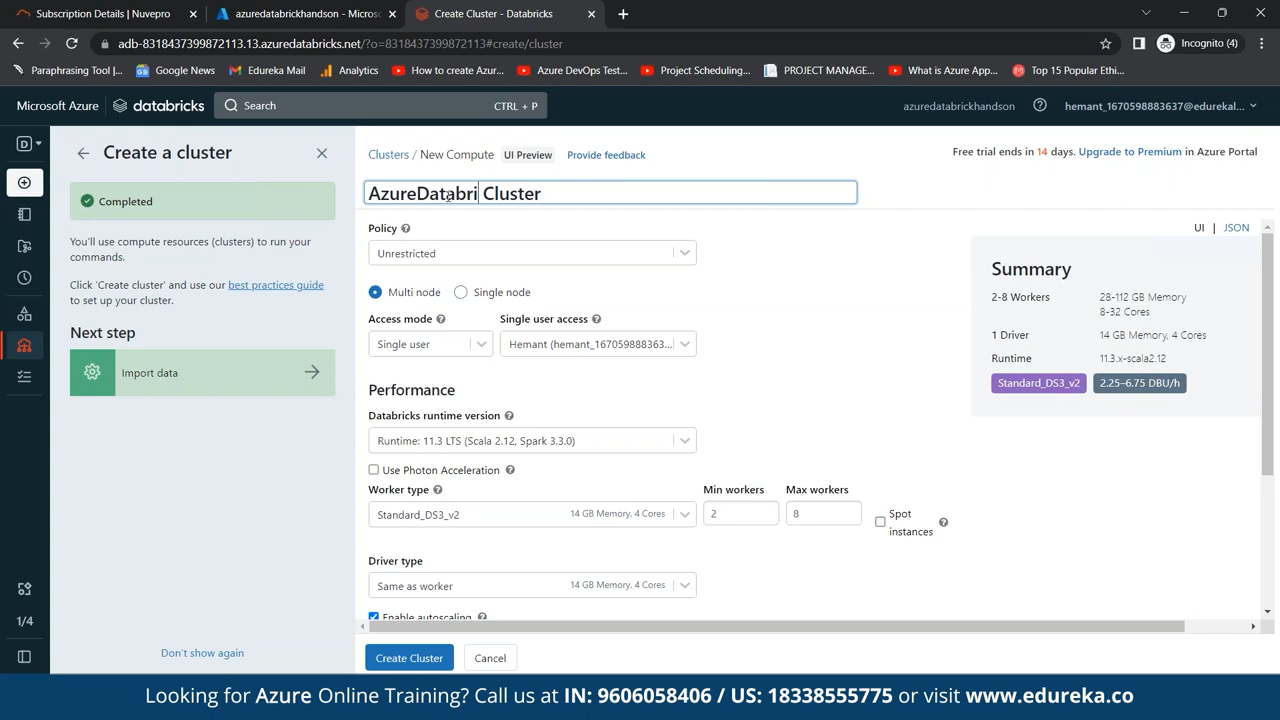 Subscription Details | Nuvepro
azuredatabrickhandson - Micros
Create Cluster - Databricks
adb-8318437399872113.13.azuredatabricks.net/?o=8318437399872113#create/cluster
Incognito (4)
Paraphrasing Tool |...
Google News
Edureka Mail
Analytics
How to create Azur...
Azure DevOps Test...
Project Scheduling...
PROJECT MANAGE...
What is Azure App...
Top 15 Popular Ethi...
Microsoft Azure
databricks
Search
CTRL + P
azuredatabrickhandson
hemant_1670598883637@edurekal...
D
Create a cluster
Completed
You'll use compute resources (clusters) to run your
commands.
Click 'Create cluster' and use our best practices guide
to set up your cluster.
Next step
Import data
Don't show again
1/4
Clusters / New Compute
UI Preview
Provide feedback
Free trial ends in 14 days. Upgrade to Premium in Azure Portal
AzureDatabri Cluster
UI | JSON
Policy
Unrestricted
Multi node
Single node
Access mode
Single user access
Single user
Hemant (hemant_167059888363...
Performance
Databricks runtime version
Runtime: 11.3 LTS (Scala 2.12, Spark 3.3.0)
Use Photon Acceleration
Worker type
Min workers
Max workers
Standard_DS3_v2
14 GB Memory, 4 Cores
2
8
Spot
instances
Driver type
Same as worker
14 GB Memory, 4 Cores
Enable autoscaling
Create Cluster
Cancel
Summary
2-8 Workers
28-112 GB Memory
8-32 Cores
1 Driver
14 GB Memory, 4 Cores
Runtime
11.3.x-scala2.12
Standard_DS3_v2
2.25–6.75 DBU/h
Looking for Azure Online Training? Call us at IN: 9606058406 / US: 18338555775 or visit www.edureka.co